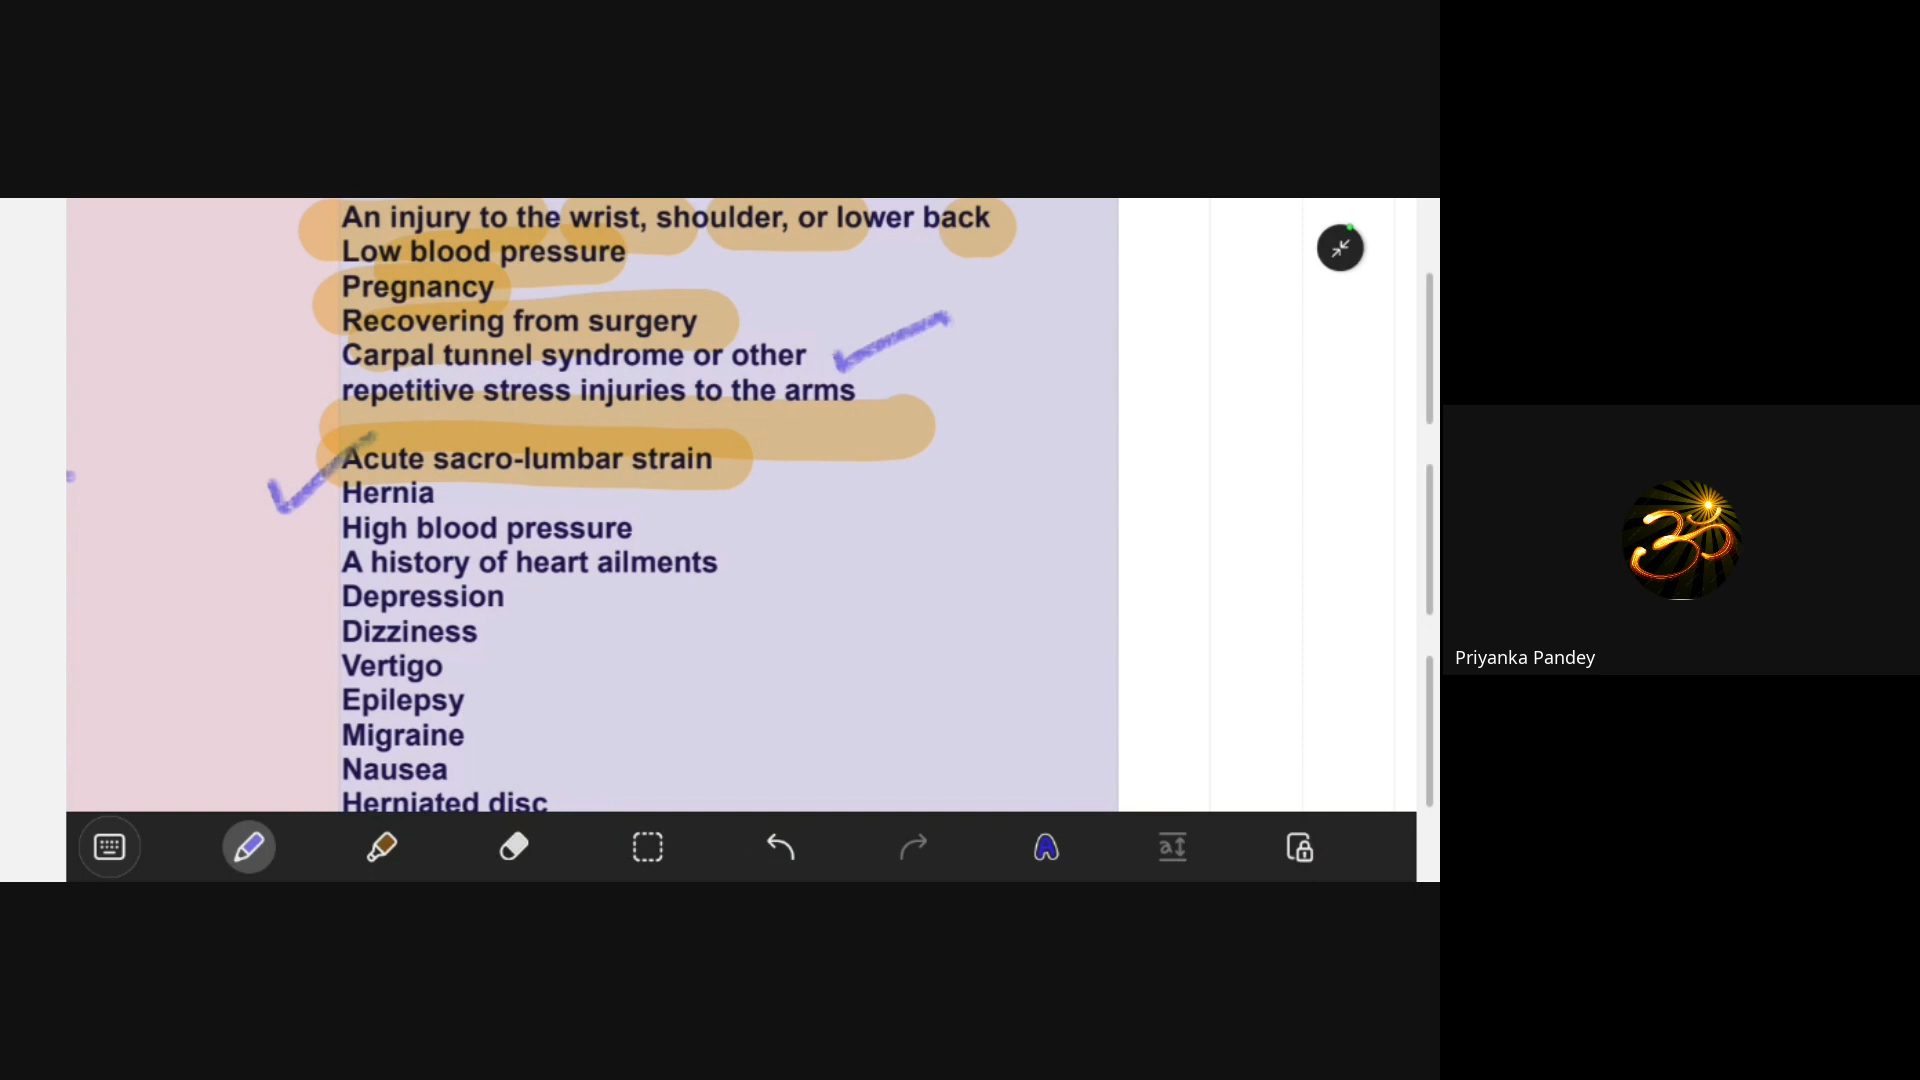 An injury to the wrist, shoulder, or lower back
Low blood pressure
Pregnancy
Recovering from surgery
Carpal tunnel syndrome or other
repetitive stress injuries to the arms
Acute sacro-lumbar strain
Hernia
High blood pressure
A history of heart ailments
Depression
Dizziness
Vertigo
Epilepsy
Migraine
Nausea
Herniated disc
ॐ
Priyanka Pandey